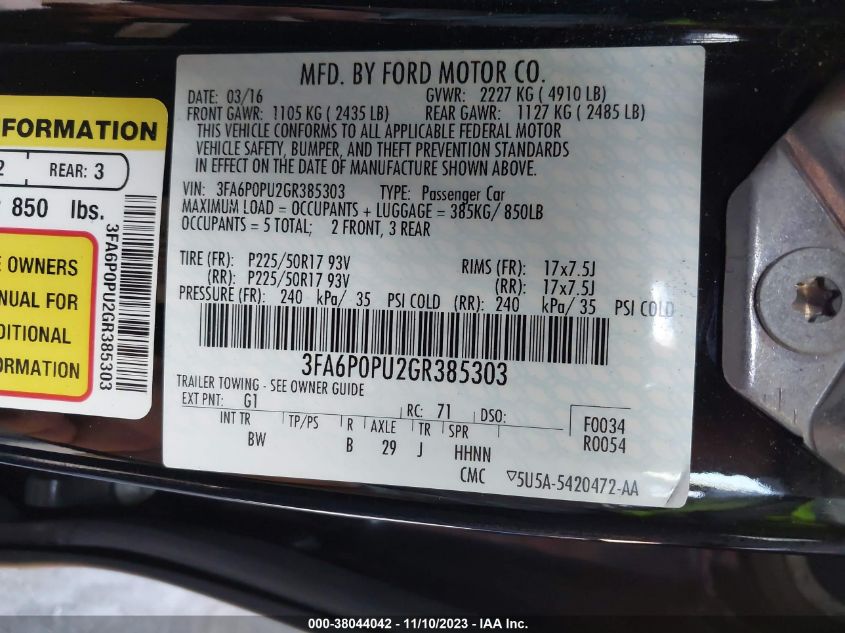 MFD. BY FORD MOTOR CO.
DATE: 03/16 GVWR: 2227 KG ( 4910 LB)
FRONT GAWR: 1105 KG ( 2435 LB) REAR GAWR: 1127 KG ( 2485 LB)
THIS VEHICLE CONFORMS TO ALL APPLICABLE FEDERAL MOTOR
VEHICLE SAFETY, BUMPER, AND THEFT PREVENTION STANDARDS
IN EFFECT ON THE DATE OF MANUFACTURE SHOWN ABOVE.
VIN: 3FA6P0PU2GR385303 TYPE: Passenger Car
MAXIMUM LOAD = OCCUPANTS + LUGGAGE = 385KG/ 850LB
OCCUPANTS = 5 TOTAL; 2 FRONT, 3 REAR
TIRE (FR): P225/50R17 93V RIMS (FR): 17x7.5J
(RR): P225/50R17 93V (RR): 17x7.5J
PRESSURE (FR): 240 kPa/ 35 PSI COLD (RR): 240 kPa/ 35 PSI COLD
3FA6P0PU2GR385303
TRAILER TOWING - SEE OWNER GUIDE
EXT PNT: G1 RC: 71 DSO:
INT TR TP/PS R AXLE TR SPR
BW B 29 J HHNN
F0034
R0054
CMC ▽5U5A-5420472-AA
FORMATION
2 REAR: 3
850 lbs.
E OWNERS
NUAL FOR
DITIONAL
ORMATION
3FA6P0PU2GR385303
000-38044042 - 11/10/2023 - IAA Inc.